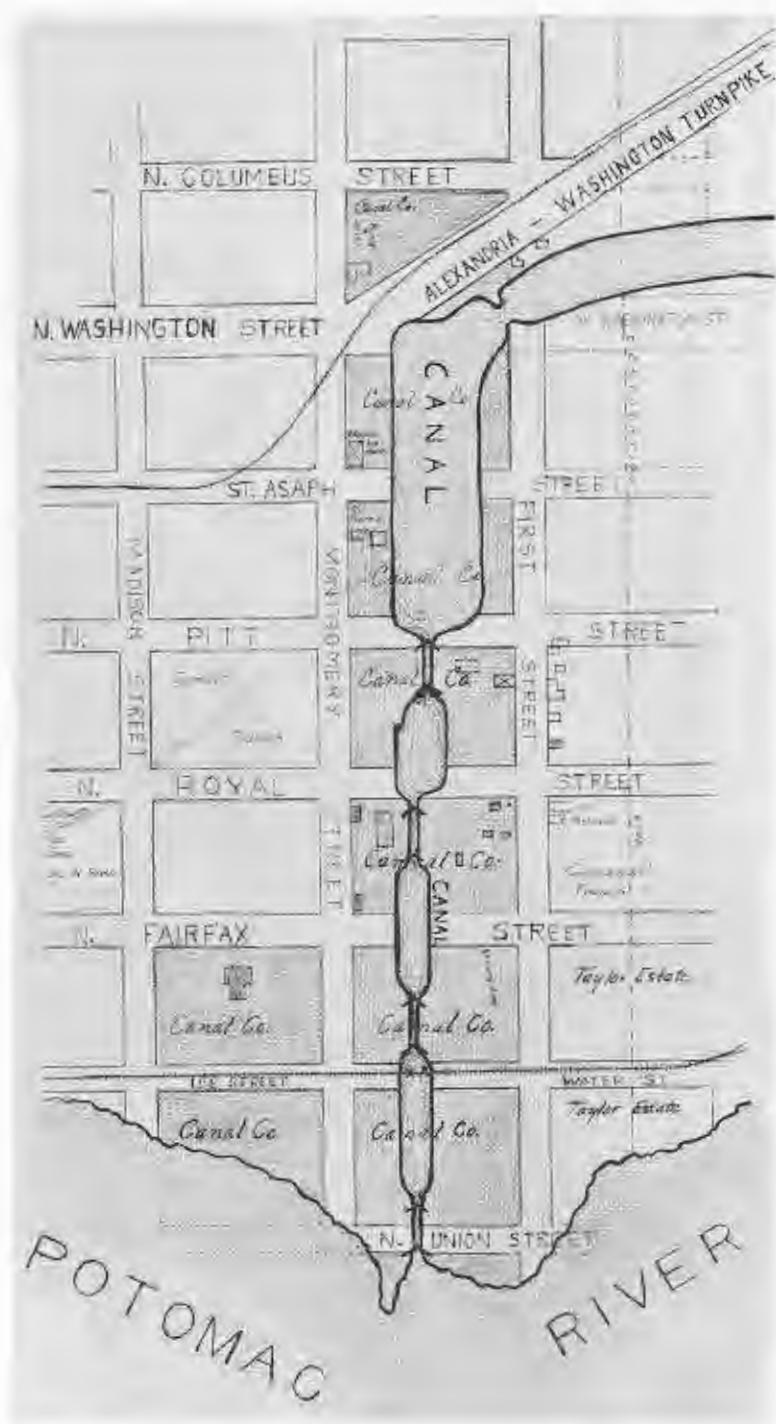 N. COLUMBUS STREET
Canal Co.
ALEXANDRIA - WASHINGTON TURNPIKE
N. WASHINGTON STREET
N. WASHINGTON ST.
CANAL
Canal Co
ST. ASAPH STREET
MADISON STREET
MONTGOMERY STREET
FIRST STREET
Canal Co.
N. PITT STREET
Canal Co
N. ROYAL STREET
Canal Co.
CANAL
N. FAIRFAX STREET
Taylor Estate
Canal Co.
Canal Co.
WATER ST.
Taylor Estate
Canal Co
Canal Co.
N. UNION STREET
POTOMAC RIVER